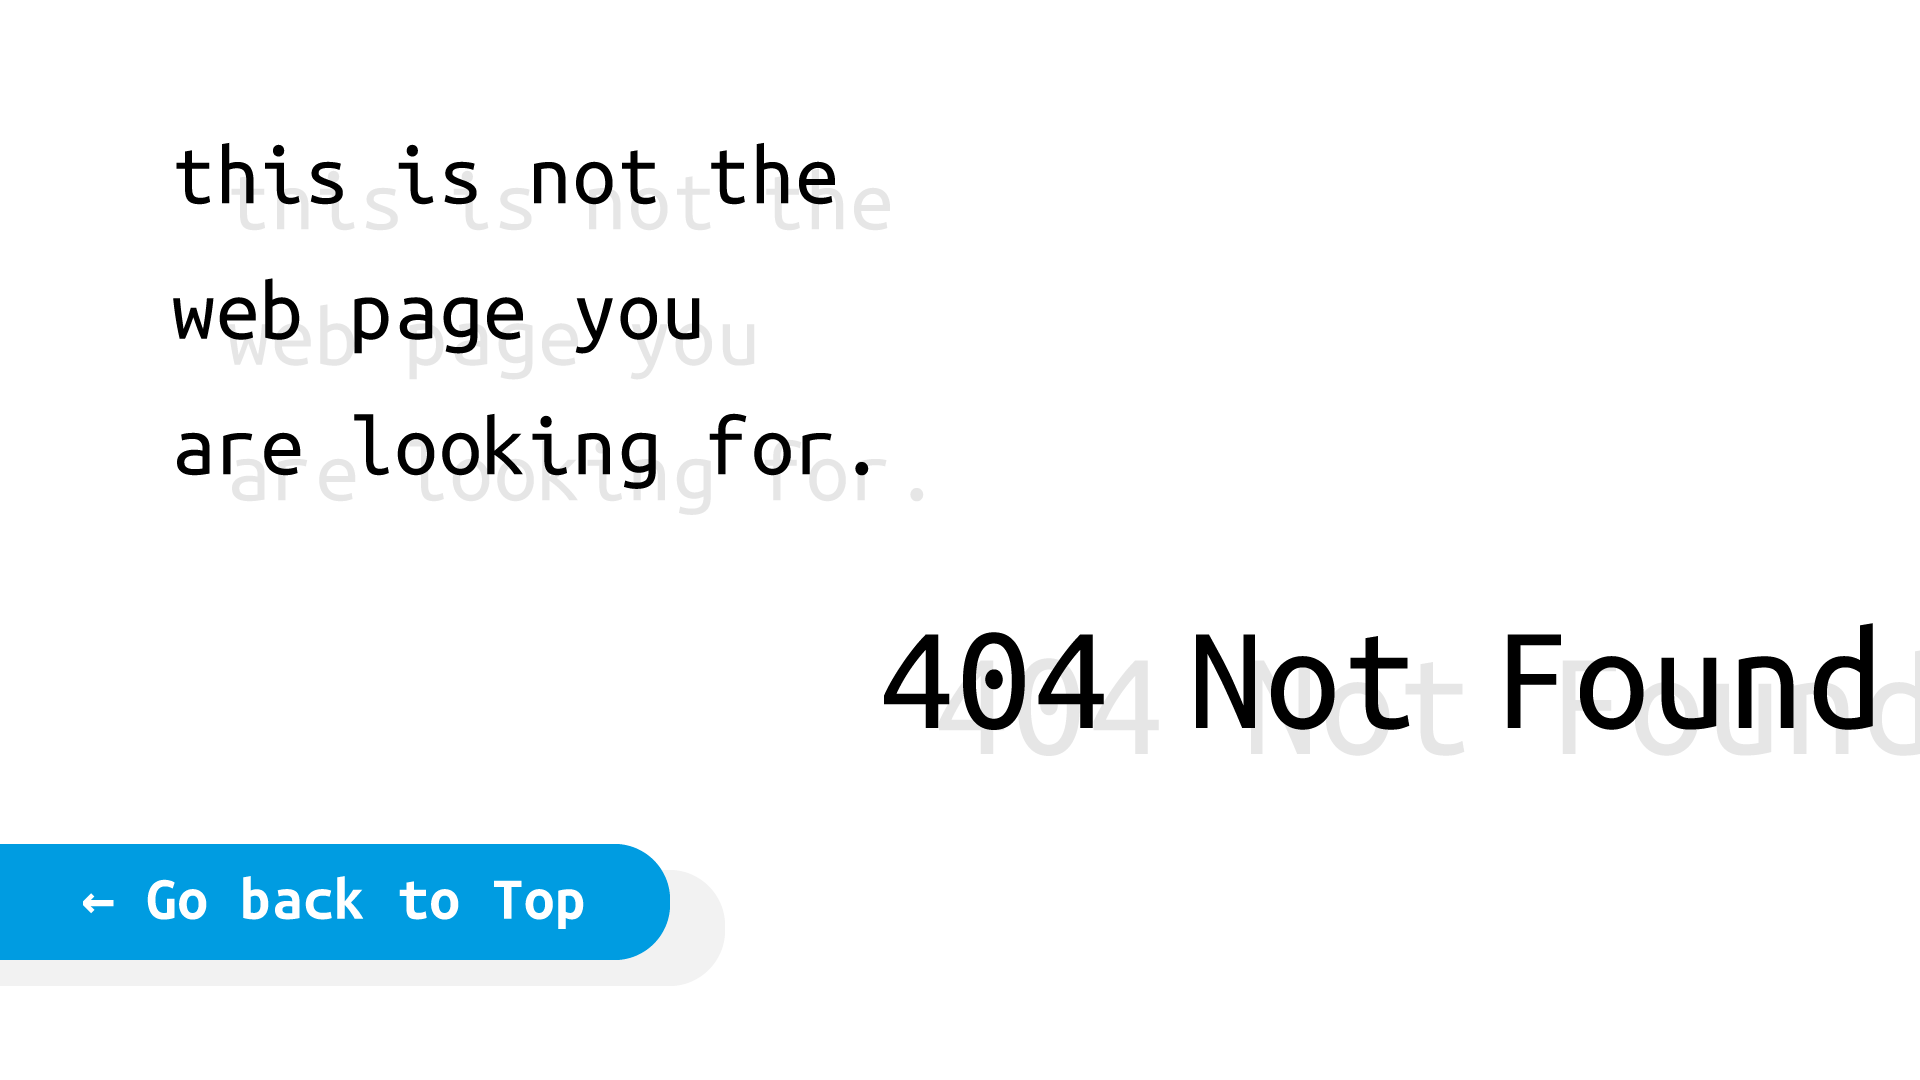 this is not the
web page you
are looking for.
404 Not Found
← Go back to Top